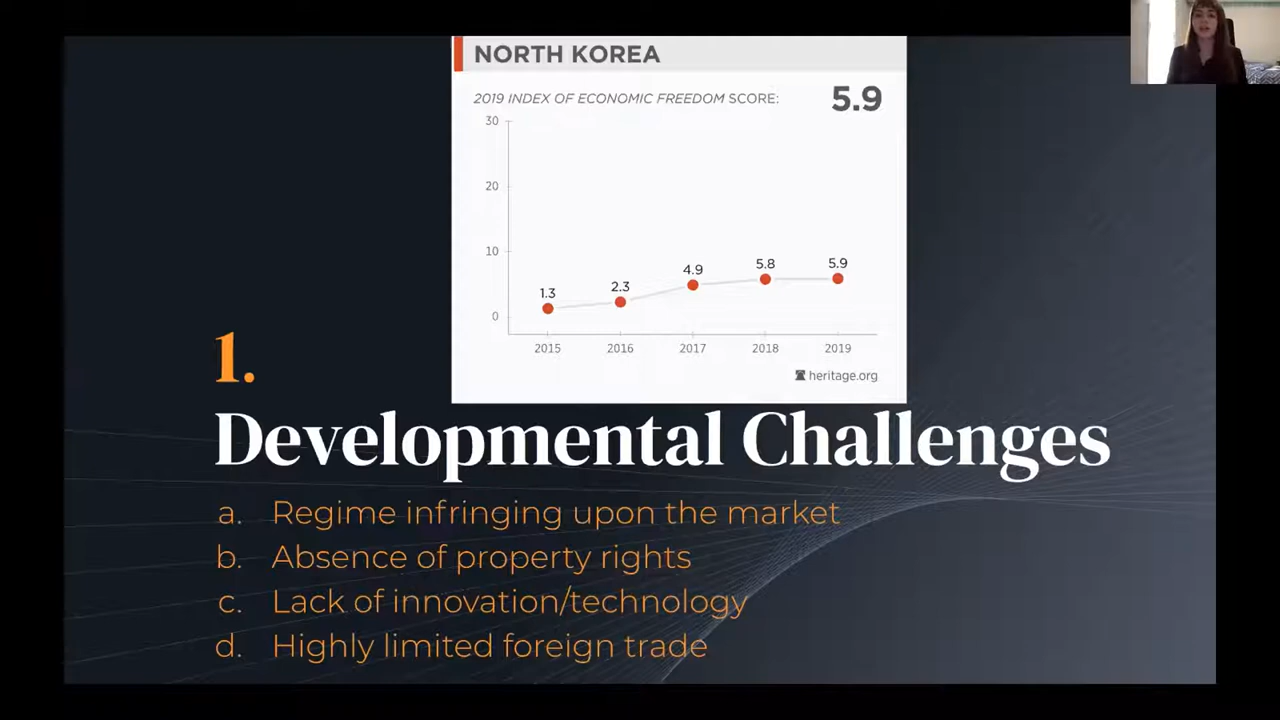 NORTH KOREA
2019 INDEX OF ECONOMIC FREEDOM SCORE: 5.9
30
20
10
0
1.3 2.3 4.9 5.8 5.9
2015 2016 2017 2018 2019
heritage.org
1.
Developmental Challenges
a. Regime infringing upon the market
b. Absence of property rights
c. Lack of innovation/technology
d. Highly limited foreign trade